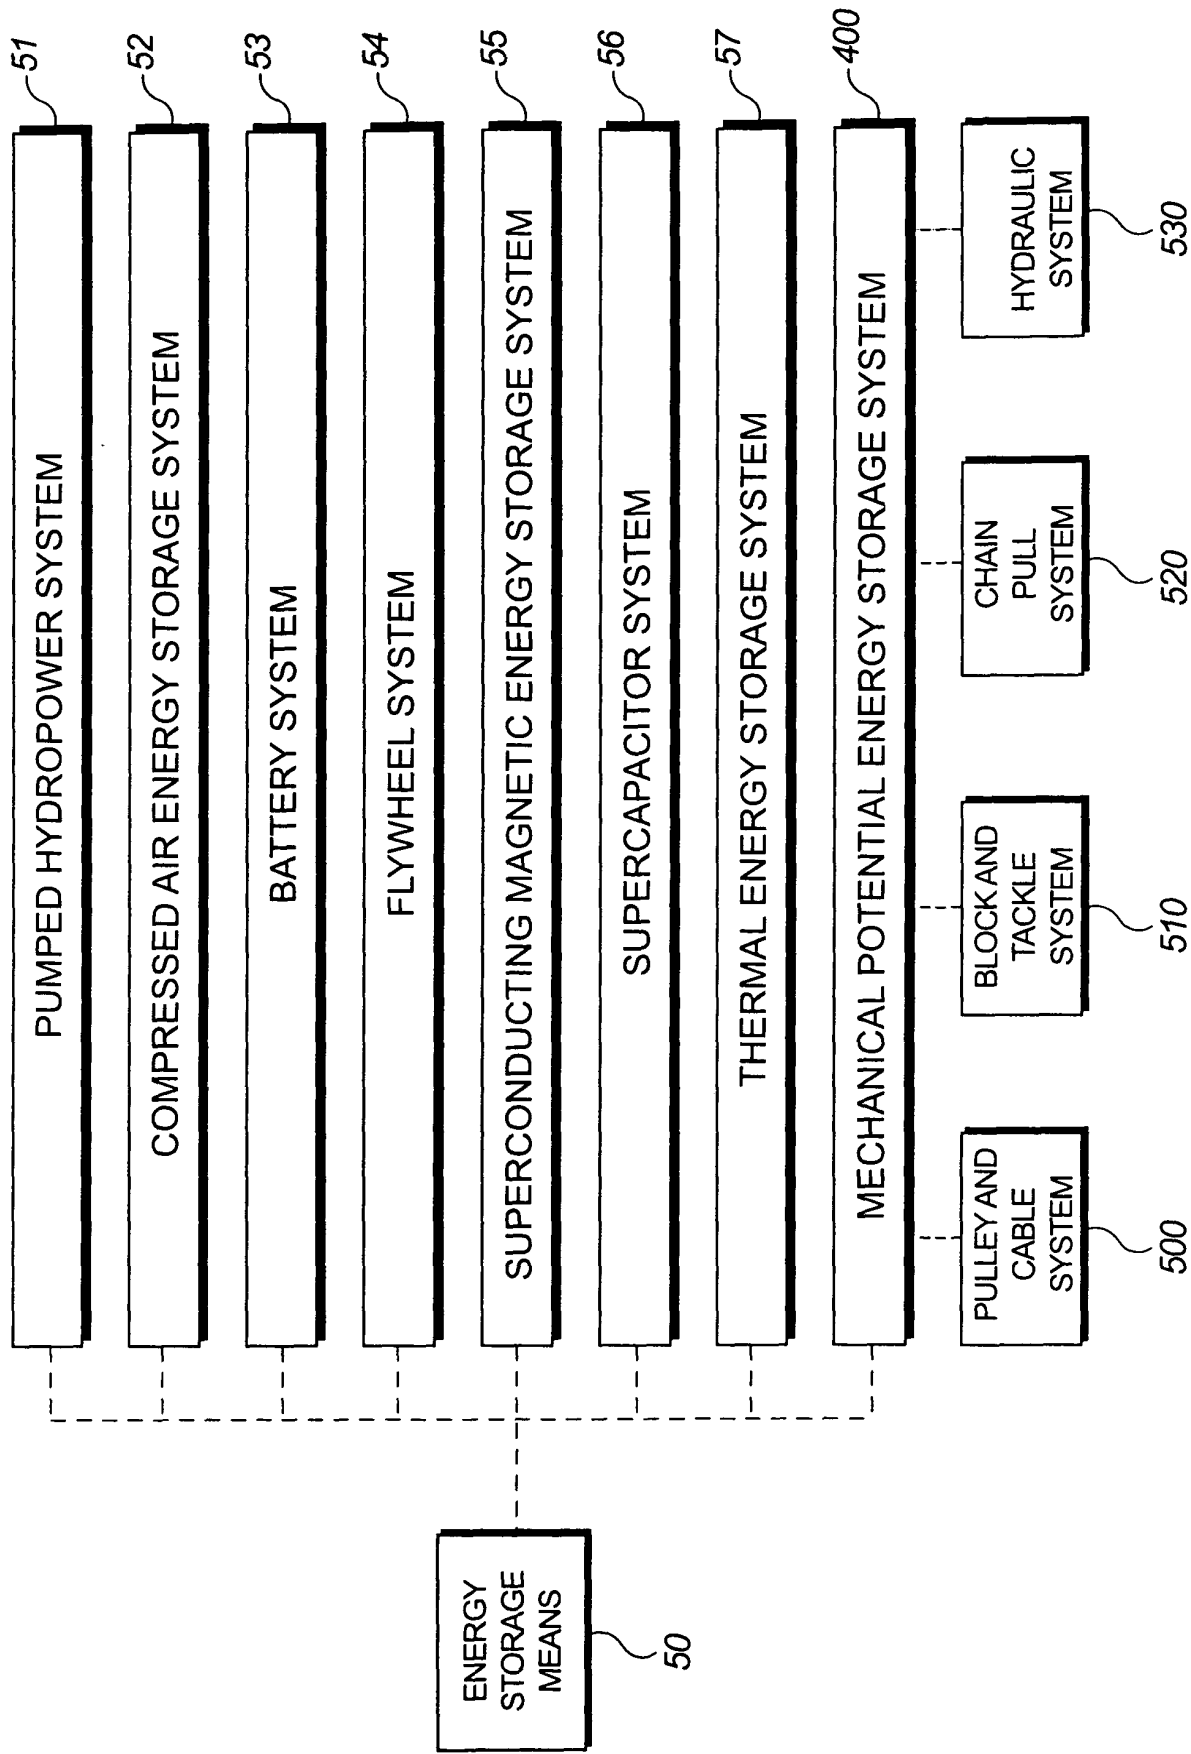 ENERGY
STORAGE
MEANS
50
PUMPED HYDROPOWER SYSTEM
51
COMPRESSED AIR ENERGY STORAGE SYSTEM
52
BATTERY SYSTEM
53
FLYWHEEL SYSTEM
54
SUPERCONDUCTING MAGNETIC ENERGY STORAGE SYSTEM
55
SUPERCAPACITOR SYSTEM
56
THERMAL ENERGY STORAGE SYSTEM
57
MECHANICAL POTENTIAL ENERGY STORAGE SYSTEM
400
PULLEY AND
CABLE
SYSTEM
500
BLOCK AND
TACKLE
SYSTEM
510
CHAIN
PULL
SYSTEM
520
HYDRAULIC
SYSTEM
530